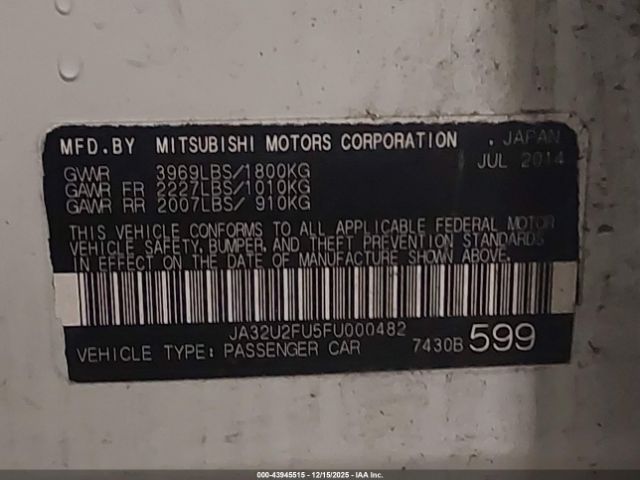 MFD.BY MITSUBISHI MOTORS CORPORATION , JAPAN
JUL 2014
GVWR 3969LBS/1800KG
GAWR FR 2227LBS/1010KG
GAWR RR 2007LBS/ 910KG
THIS VEHICLE CONFORMS TO ALL APPLICABLE FEDERAL MOTOR
VEHICLE SAFETY, BUMPER, AND THEFT PREVENTION STANDARDS
IN EFFECT ON THE DATE OF MANUFACTURE SHOWN ABOVE.
JA32U2FU5FU000482
VEHICLE TYPE: PASSENGER CAR 7430B 599
000-43945515 - 12/15/2025 - IAA Inc.